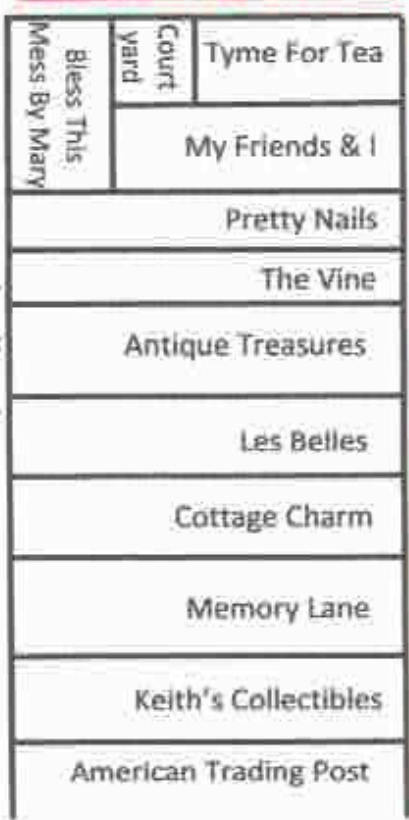 Bless This
Mess By Mary
Court
yard
Tyme For Tea
My Friends & I
Pretty Nails
The Vine
Antique Treasures
Les Belles
Cottage Charm
Memory Lane
Keith's Collectibles
American Trading Post